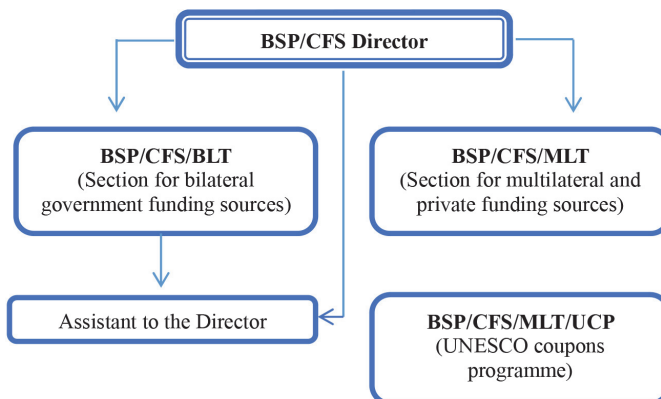 BSP/CFS Director
BSP/CFS/BLT
(Section for bilateral
government funding sources)
BSP/CFS/MLT
(Section for multilateral and
private funding sources)
Assistant to the Director
BSP/CFS/MLT/UCP
(UNESCO coupons
programme)